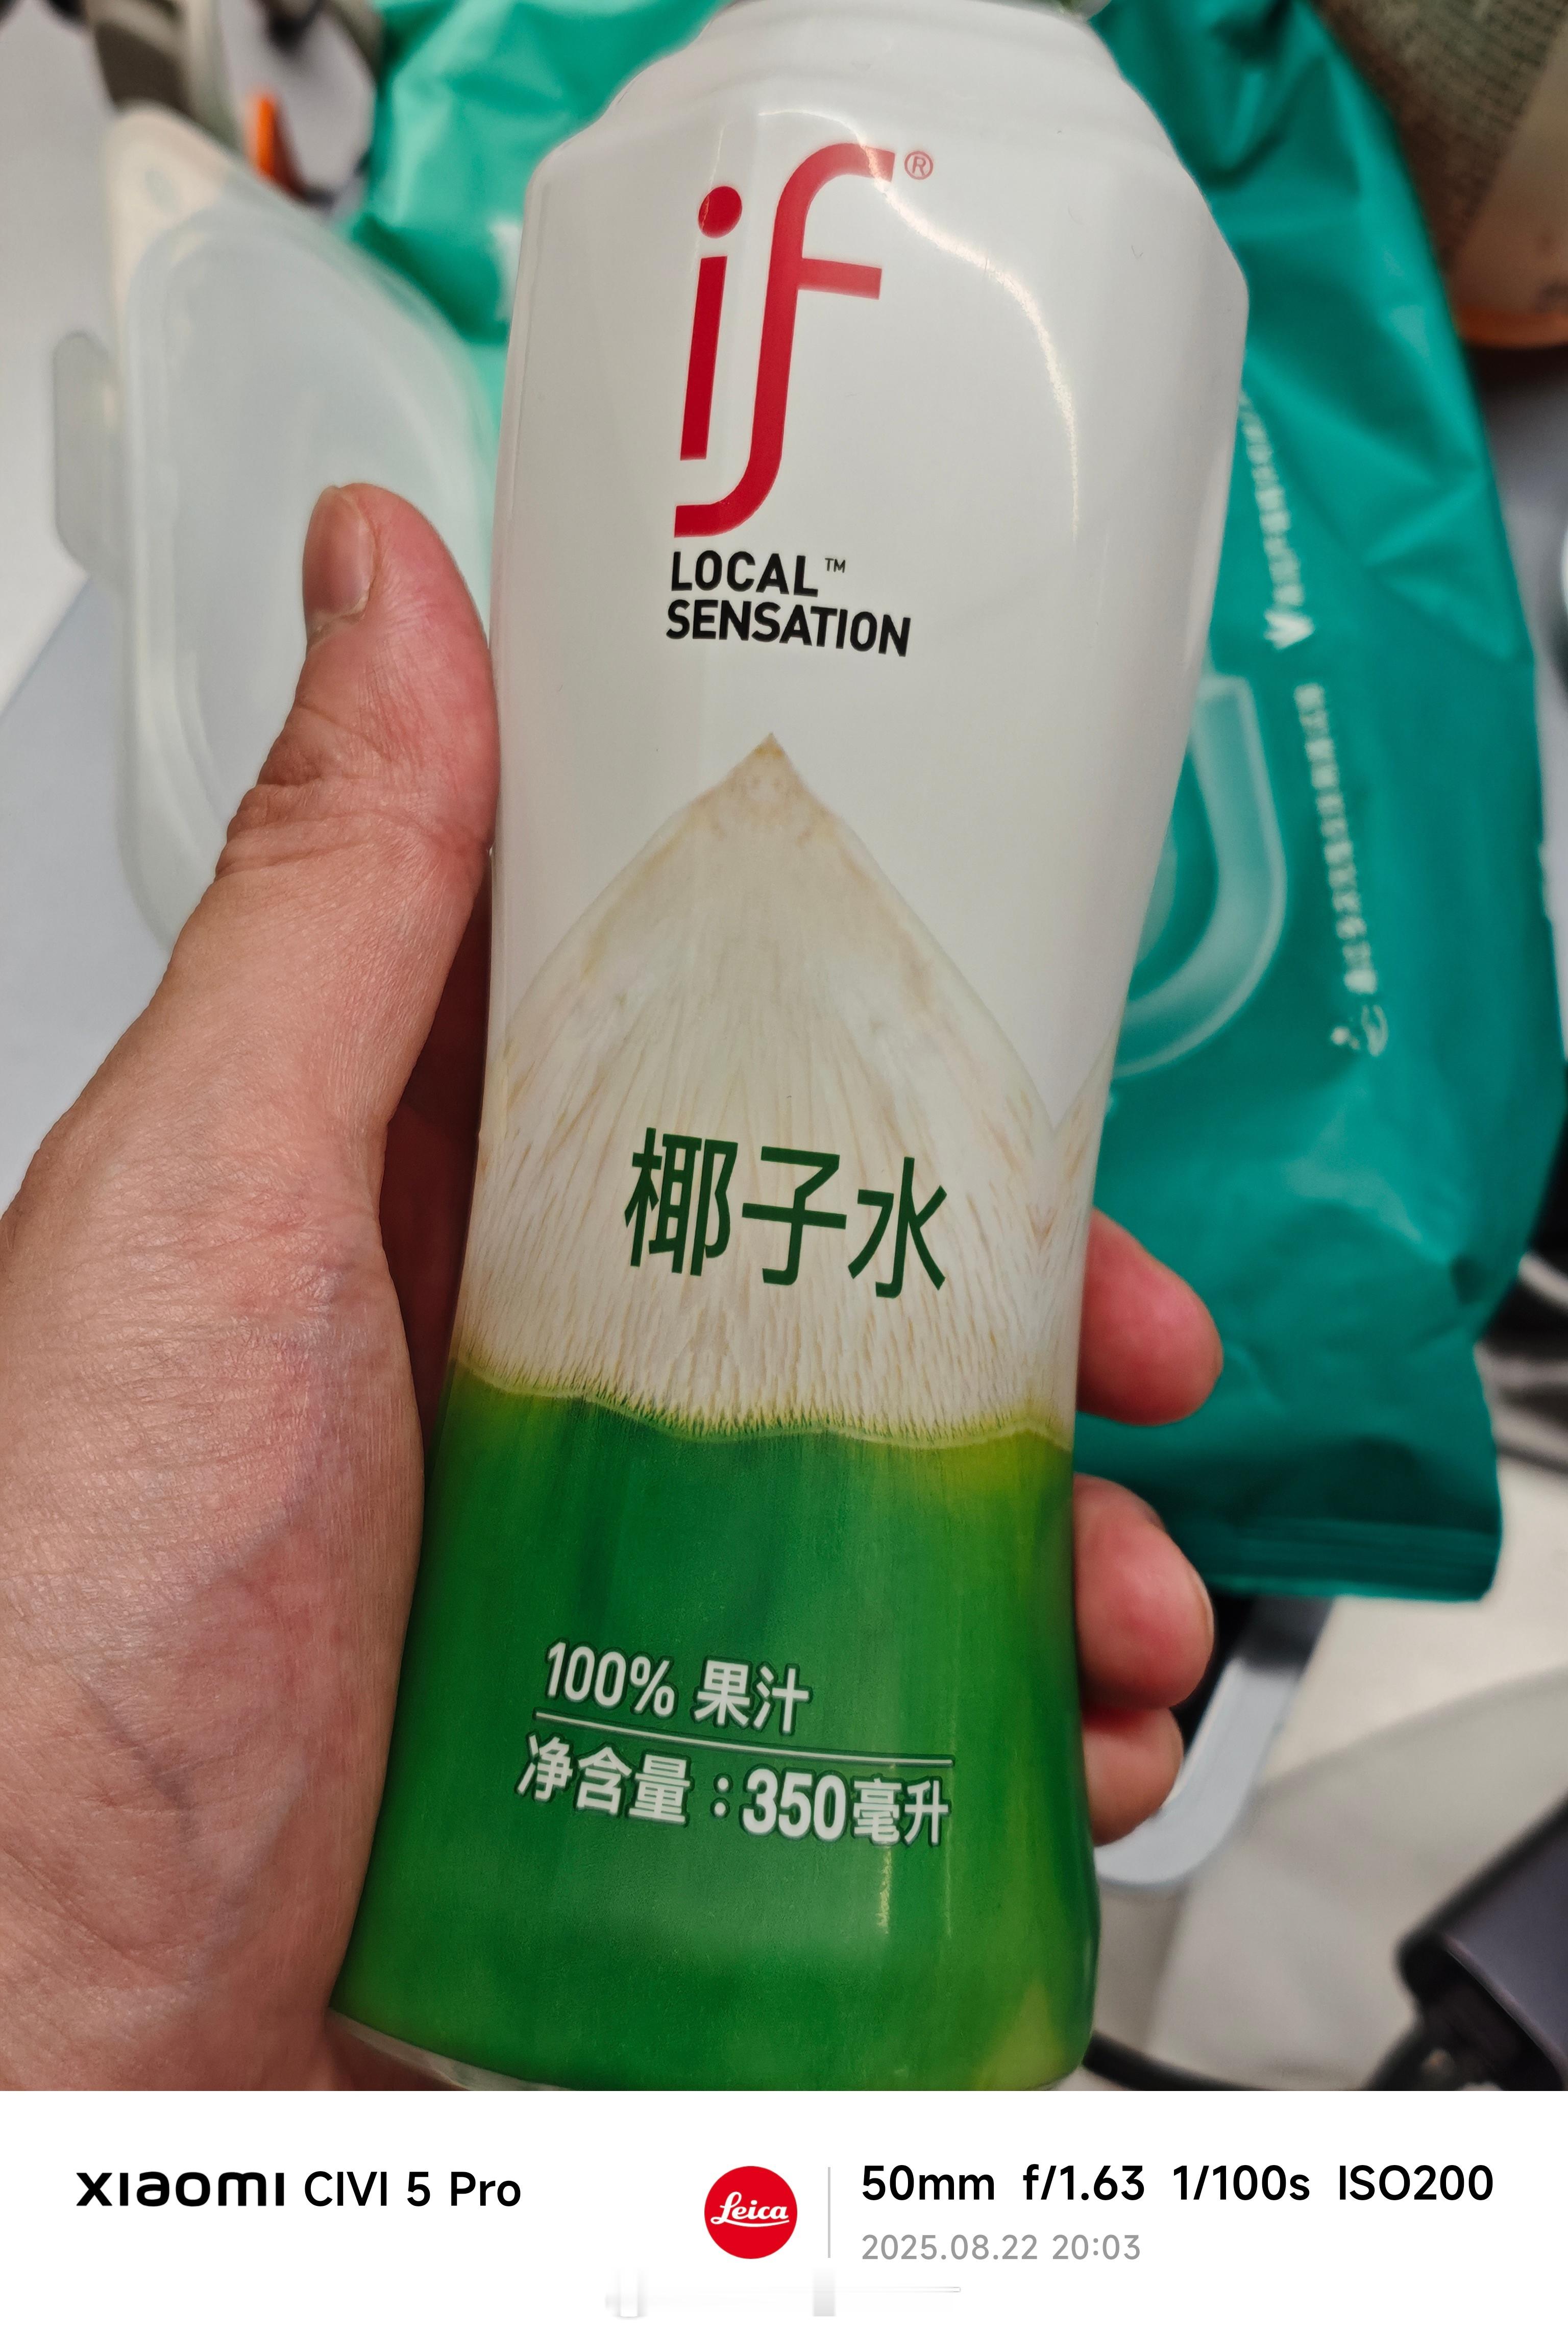 if®
LOCAL™
SENSATION
椰子水
100% 果汁
净含量：350毫升
xiaomi CIVI 5 Pro
Leica
50mm f/1.63 1/100s ISO200
2025.08.22 20:03